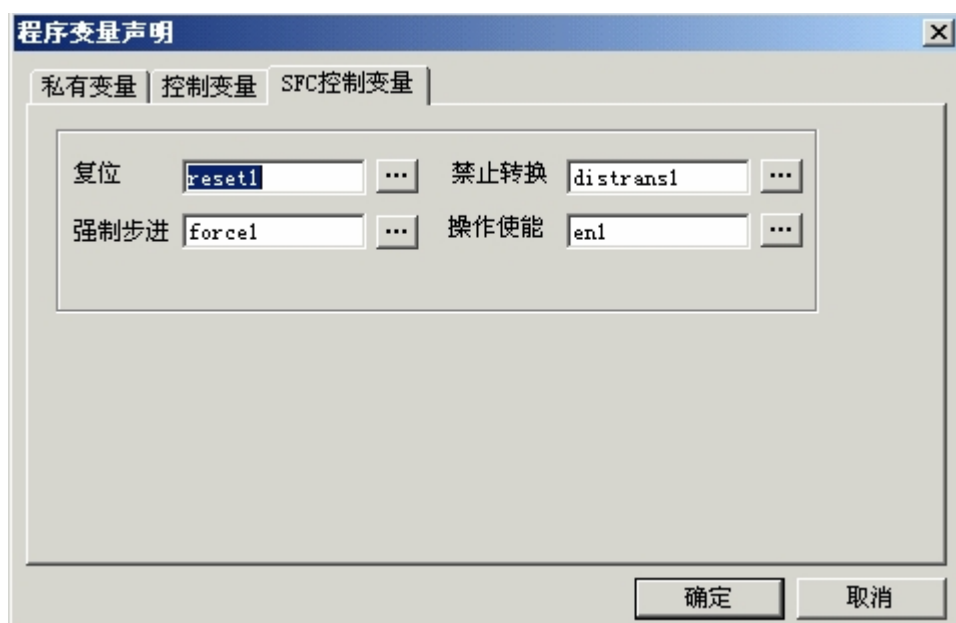 程序变量声明
私有变量 控制变量 SFC控制变量
复位 reset1 ... 禁止转换 distrans1 ...
强制步进 force1 ... 操作使能 en1 ...
确定 取消